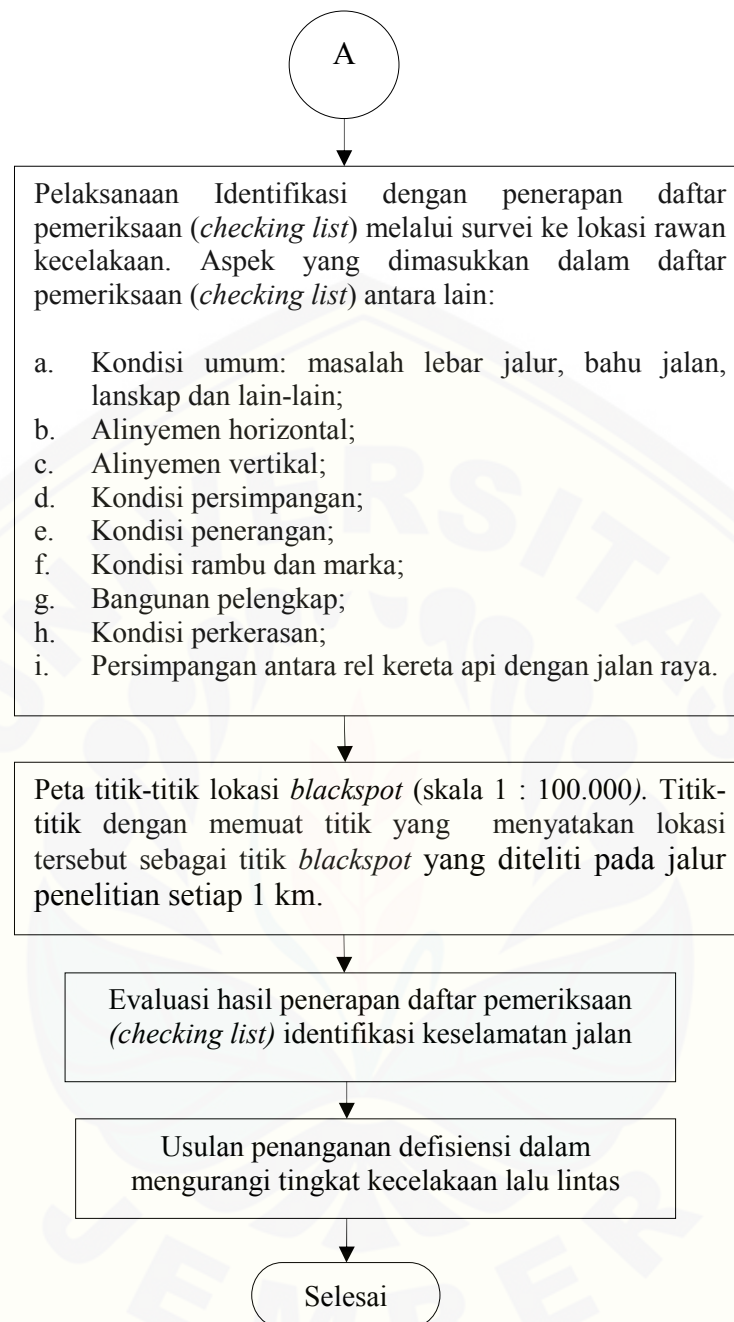 A
Pelaksanaan Identifikasi dengan penerapan daftar
pemeriksaan (checking list) melalui survei ke lokasi rawan
kecelakaan. Aspek yang dimasukkan dalam daftar
pemeriksaan (checking list) antara lain:
a. Kondisi umum: masalah lebar jalur, bahu jalan,
lanskap dan lain-lain;
b. Alinyemen horizontal;
c. Alinyemen vertikal;
d. Kondisi persimpangan;
e. Kondisi penerangan;
f. Kondisi rambu dan marka;
g. Bangunan pelengkap;
h. Kondisi perkerasan;
i. Persimpangan antara rel kereta api dengan jalan raya.
Peta titik-titik lokasi blackspot (skala 1 : 100.000). Titik-
titik dengan memuat titik yang menyatakan lokasi
tersebut sebagai titik blackspot yang diteliti pada jalur
penelitian setiap 1 km.
Evaluasi hasil penerapan daftar pemeriksaan
(checking list) identifikasi keselamatan jalan
Usulan penanganan defisiensi dalam
mengurangi tingkat kecelakaan lalu lintas
Selesai
UNIVERSITAS
JEMBER